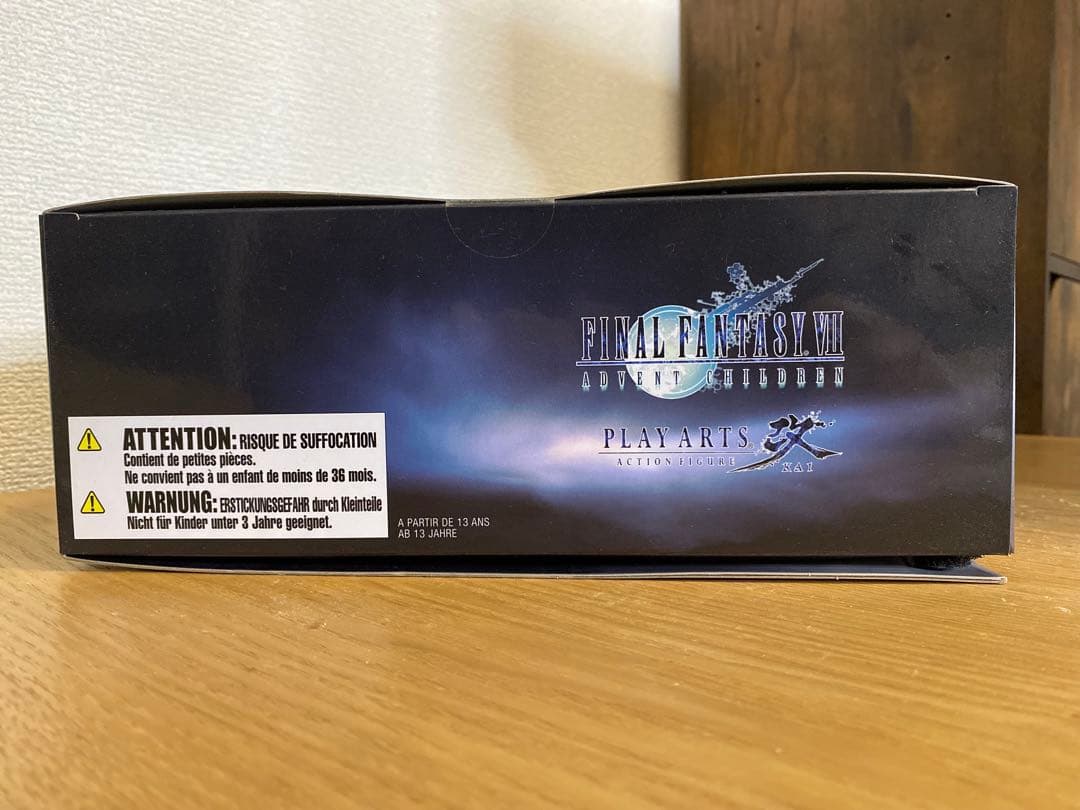 FINAL FANTASY VII
ADVENT CHILDREN
PLAY ARTS 改
ACTION FIGURE KAI
ATTENTION: RISQUE DE SUFFOCATION
Contient de petites pièces.
Ne convient pas à un enfant de moins de 36 mois.
WARNUNG: ERSTICKUNGSGEFAHR durch Kleinteile
Nicht für Kinder unter 3 Jahre geeignet.
A PARTIR DE 13 ANS
AB 13 JAHRE